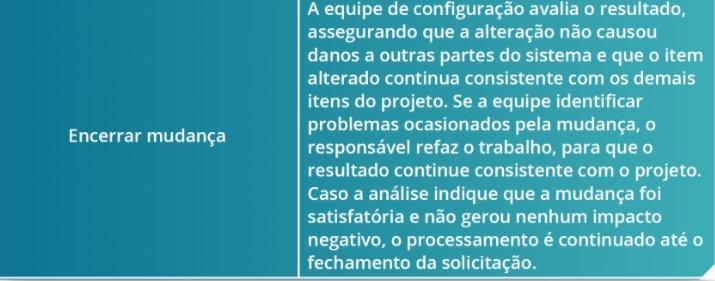 A equipe de configuração avalia o resultado,
assegurando que a alteração não causou
danos a outras partes do sistema e que o item
alterado continua consistente com os demais
itens do projeto. Se a equipe identificar
Encerrar mudança
problemas ocasionados pela mudança, o
responsável refaz o trabalho, para que o
resultado continue consistente com o projeto.
Caso a análise indique que a mudança foi
satisfatória e não gerou nenhum impacto
negativo, o processamento é continuado até o
fechamento da solicitação.